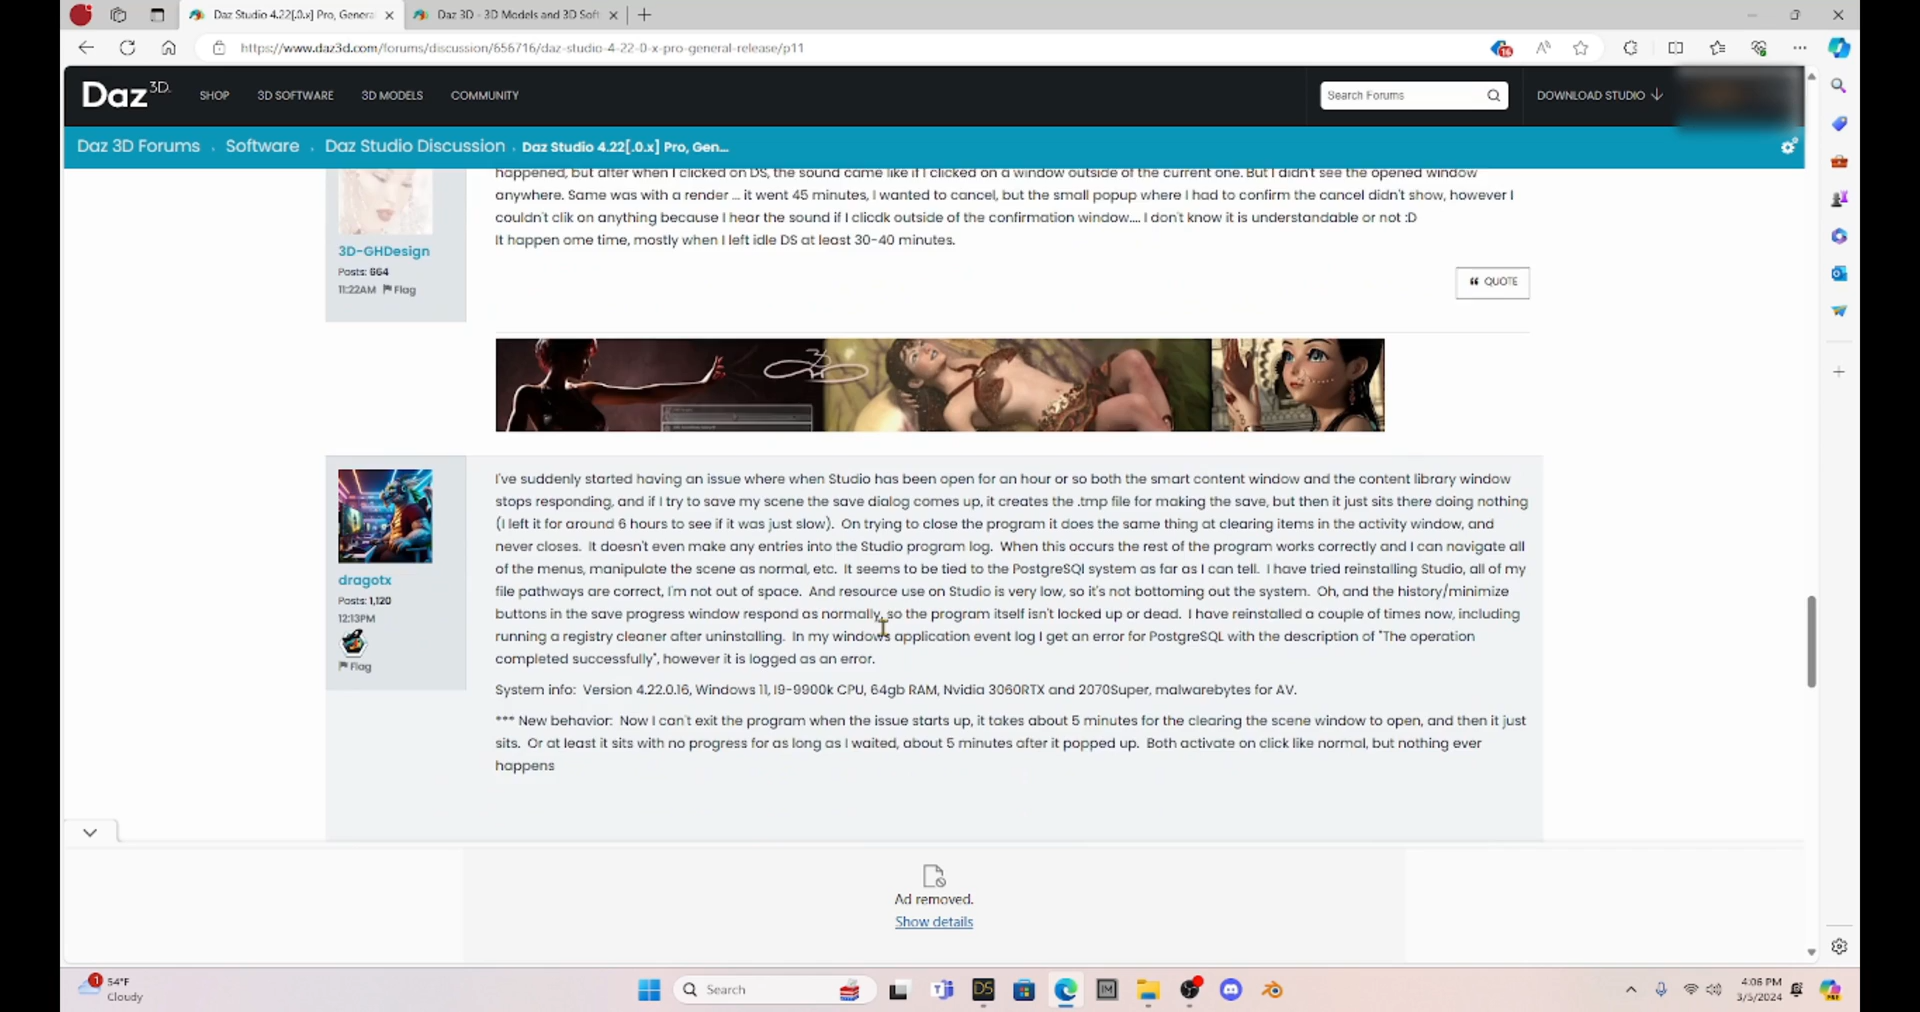 Daz Studio 4.22[.0.x] Pro, Genera
Daz 3D - 3D Models and 3D Soft
https://www.daz3d.com/forums/discussion/656716/daz-studio-4-22-0-x-pro-general-release/p11
16
Daz 3D
SHOP
3D SOFTWARE
3D MODELS
COMMUNITY
Search Forums
DOWNLOAD STUDIO
Daz 3D Forums
Software
Daz Studio Discussion
Daz Studio 4.22[.0.x] Pro, Gen...
happened, but after when I clicked on DS, the sound came like if I clicked on a window outside of the current one. But I didn't see the opened window
anywhere. Same was with a render ... it went 45 minutes, I wanted to cancel, but the small popup where I had to confirm the cancel didn't show, however I
couldn't clik on anything because I hear the sound if I clicdk outside of the confirmation window.... I don't know it is understandable or not :D
It happen ome time, mostly when I left idle DS at least 30-40 minutes.
3D-GHDesign
Posts: 664
11:22AM Flag
QUOTE
I've suddenly started having an issue where when Studio has been open for an hour or so both the smart content window and the content library window
stops responding, and if I try to save my scene the save dialog comes up, it creates the .tmp file for making the save, but then it just sits there doing nothing
(I left it for around 6 hours to see if it was just slow). On trying to close the program it does the same thing at clearing items in the activity window, and
never closes. It doesn't even make any entries into the Studio program log. When this occurs the rest of the program works correctly and I can navigate all
of the menus, manipulate the scene as normal, etc. It seems to be tied to the PostgreSQl system as far as I can tell. I have tried reinstalling Studio, all of my
file pathways are correct, I'm not out of space. And resource use on Studio is very low, so it's not bottoming out the system. Oh, and the history/minimize
buttons in the save progress window respond as normally, so the program itself isn't locked up or dead. I have reinstalled a couple of times now, including
running a registry cleaner after uninstalling. In my windows application event log I get an error for PostgreSQL with the description of "The operation
completed successfully", however it is logged as an error.
System info: Version 4.22.0.16, Windows 11, I9-9900k CPU, 64gb RAM, Nvidia 3060RTX and 2070Super, malwarebytes for AV.
*** New behavior: Now I can't exit the program when the issue starts up, it takes about 5 minutes for the clearing the scene window to open, and then it just
sits. Or at least it sits with no progress for as long as I waited, about 5 minutes after it popped up. Both activate on click like normal, but nothing ever
happens
dragotx
Posts: 1,120
12:13PM
Flag
Ad removed.
Show details
1
54°F
Cloudy
Search
DS
IM
4:06 PM
3/5/2024